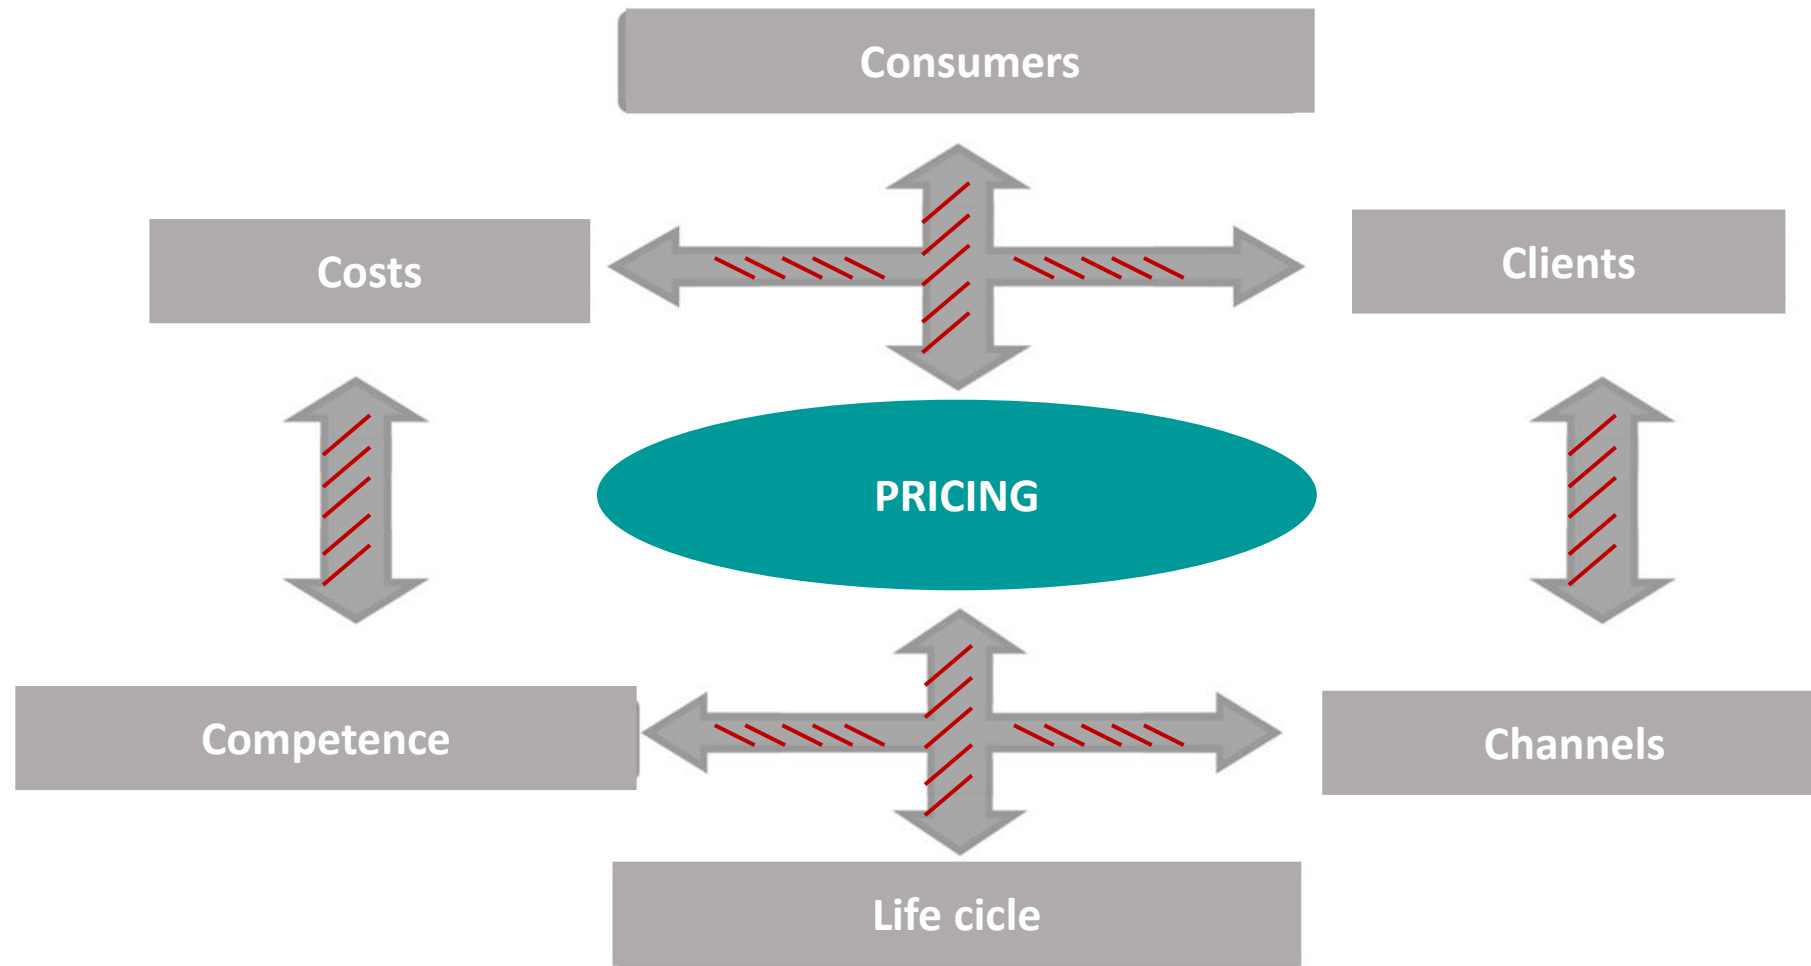 Consumers
Costs
Clients
PRICING
Competence
Channels
Life cicle